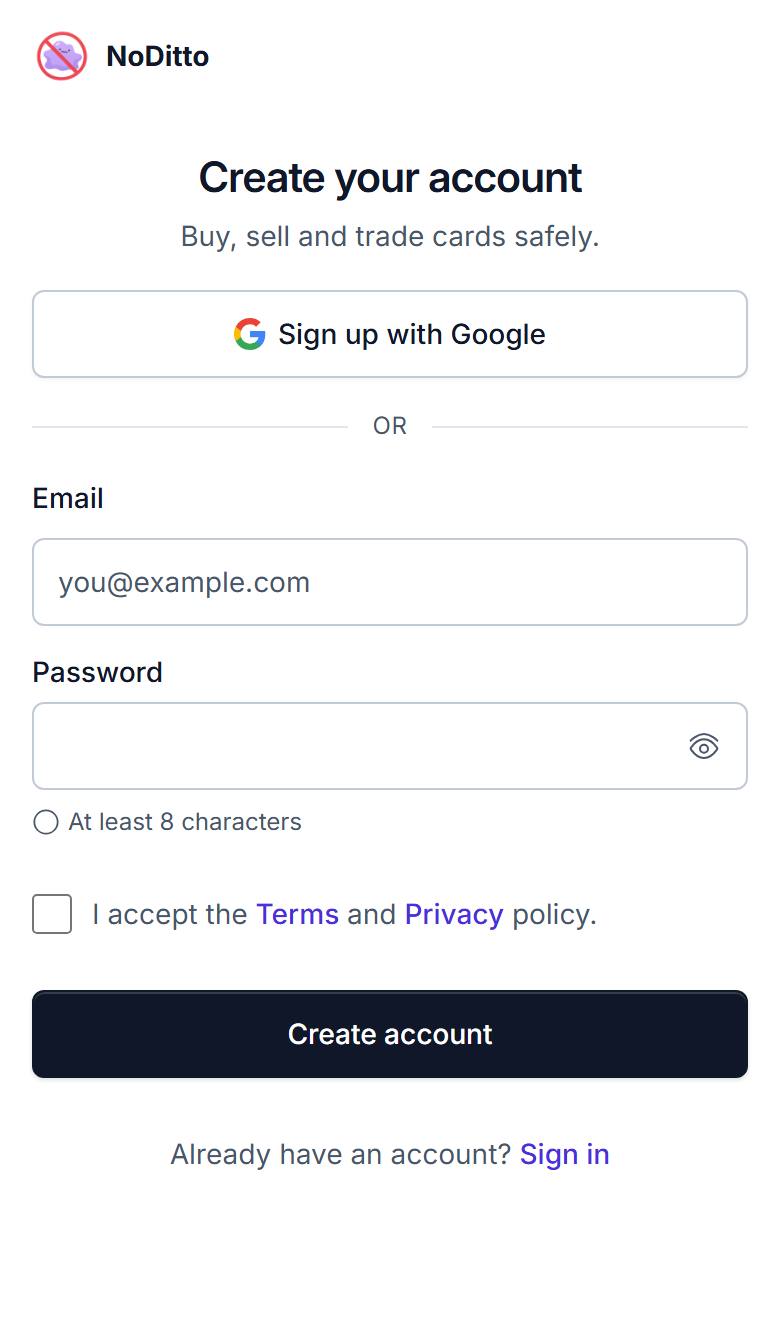 NoDitto
Create your account
Buy, sell and trade cards safely.
Sign up with Google
OR
Email
you@example.com
Password
At least 8 characters
I accept the Terms and Privacy policy.
Create account
Already have an account? Sign in